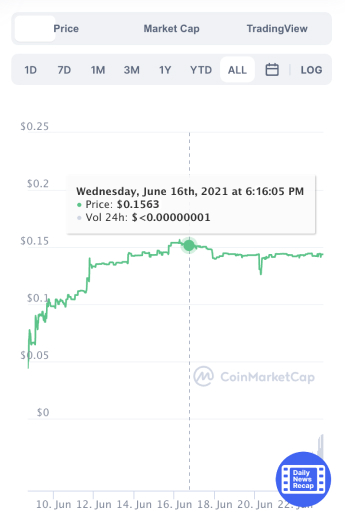 Price Market Cap TradingView
1D 7D 1M 3M 1Y YTD ALL LOG
$0.25
$0.2
Wednesday, June 16th, 2021 at 6:16:05 PM
Price: $0.1563
Vol 24h: $<0.00000001
$0.15
$0.1
$0.05
CoinMarketCap
$0
Daily
News
Recap
10. Jun 12. Jun 14. Jun 16. Jun 18. Jun 20. Jun 22. Jun